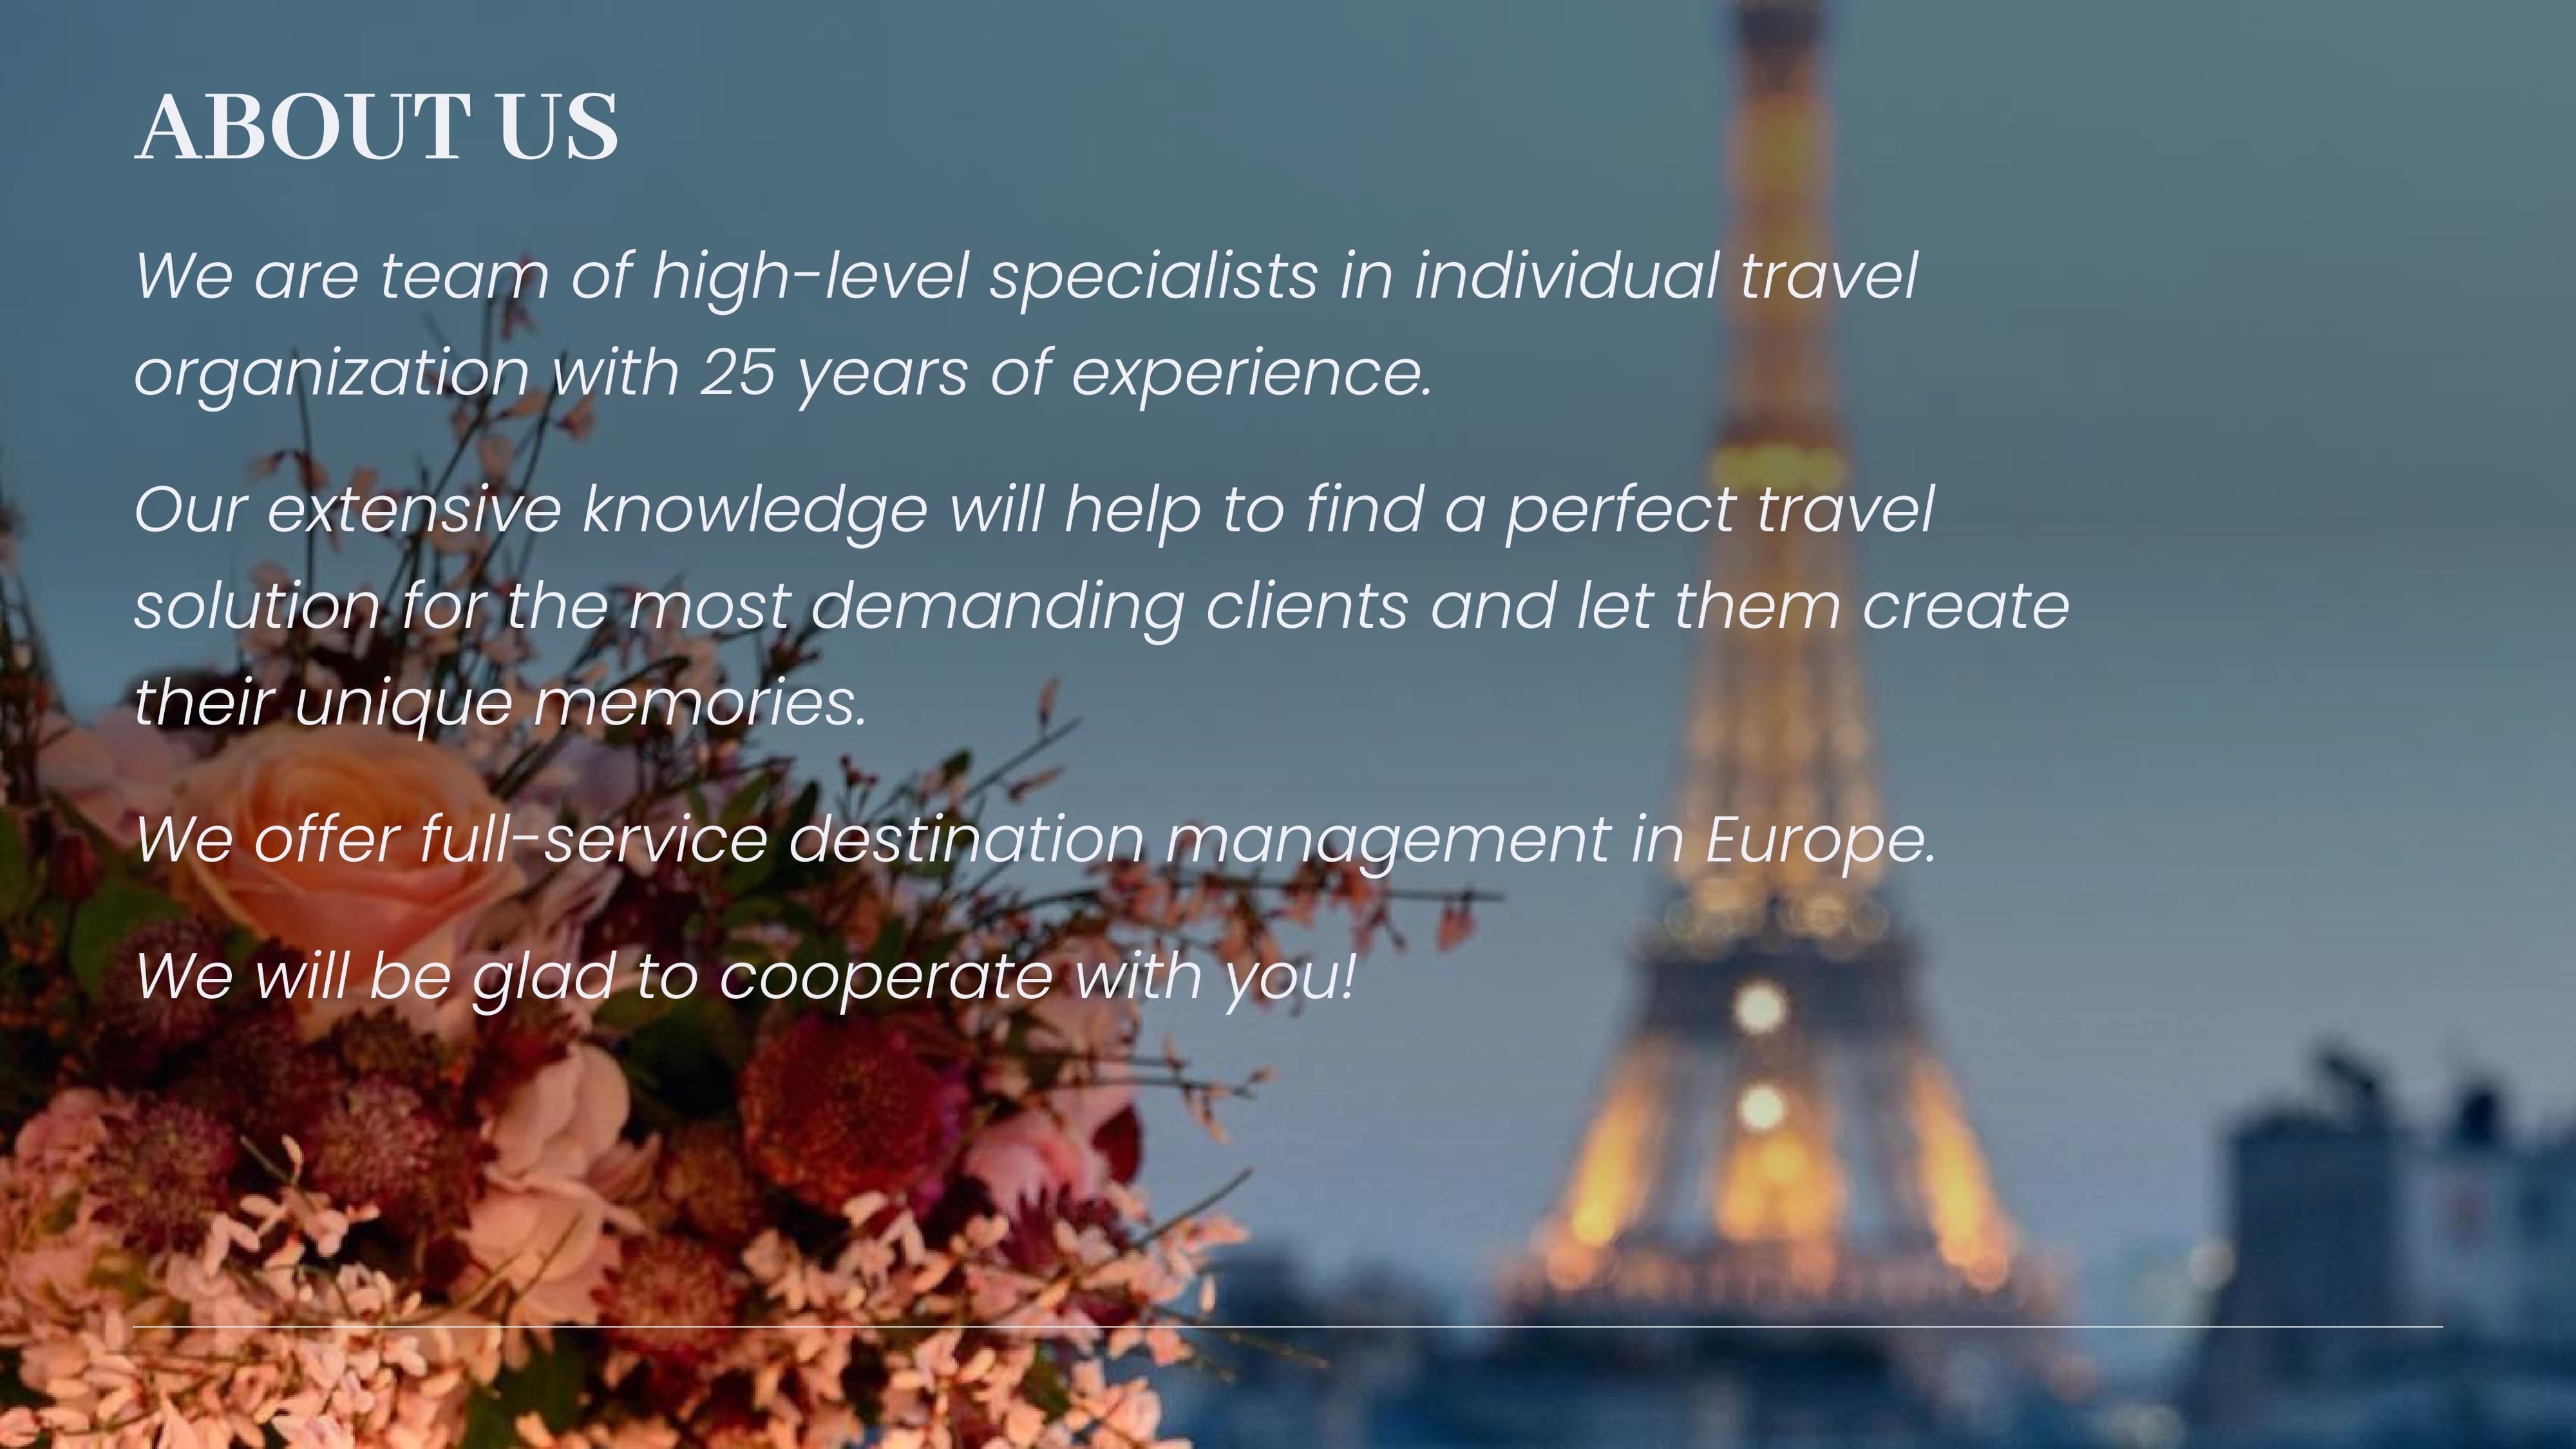 ABOUT US
We are team of high-level specialists in individual travel
organization with 25 years of experience.
Our extensive knowledge will help to find a perfect travel
solution for the most demanding clients and let them create
their unique memories.
We offer full-service destination management in Europe.
We will be glad to cooperate with you!